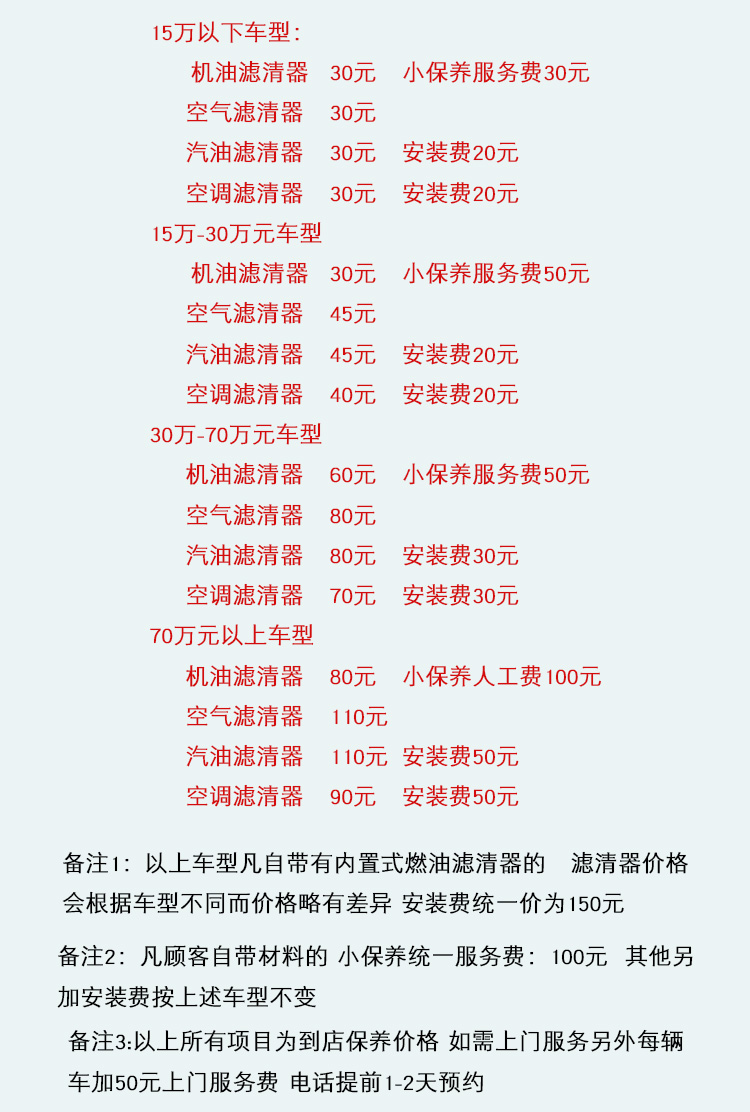 15万以下车型：
机油滤清器 30元 小保养服务费30元
空气滤清器 30元
汽油滤清器 30元 安装费20元
空调滤清器 30元 安装费20元
15万-30万元车型
机油滤清器 30元 小保养服务费50元
空气滤清器 45元
汽油滤清器 45元 安装费20元
空调滤清器 40元 安装费20元
30万-70万元车型
机油滤清器 60元 小保养服务费50元
空气滤清器 80元
汽油滤清器 80元 安装费30元
空调滤清器 70元 安装费30元
70万元以上车型
机油滤清器 80元 小保养人工费100元
空气滤清器 110元
汽油滤清器 110元 安装费50元
空调滤清器 90元 安装费50元
备注1：以上车型凡自带有内置式燃油滤清器的 滤清器价格
会根据车型不同而价格略有差异 安装费统一价为150元
备注2：凡顾客自带材料的 小保养统一服务费：100元 其他另
加安装费按上述车型不变
备注3:以上所有项目为到店保养价格 如需上门服务另外每辆
车加50元上门服务费 电话提前1-2天预约